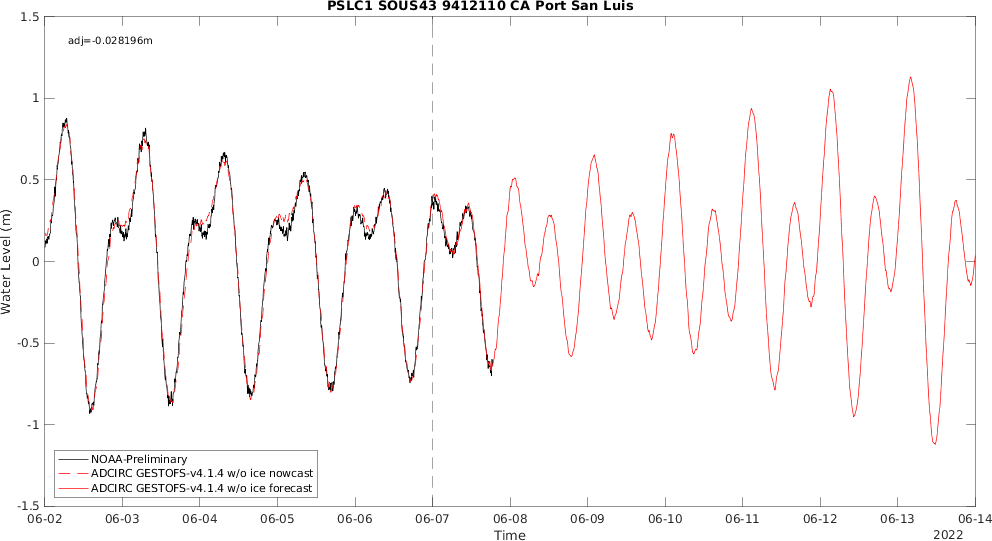 PSLC1 SOUS43 9412110 CA Port San Luis
adj=-0.028196m
1.5
1
0.5
0
-0.5
-1
-1.5
Water Level (m)
NOAA-Preliminary
ADCIRC GESTOFS-v4.1.4 w/o ice nowcast
ADCIRC GESTOFS-v4.1.4 w/o ice forecast
06-02 06-03 06-04 06-05 06-06 06-07 06-08 06-09 06-10 06-11 06-12 06-13 06-14
Time
2022